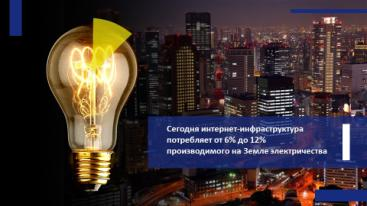 Сегодня интернет-инфраструктура
потребляет от 6% до 12%
производимого на Земле электричества